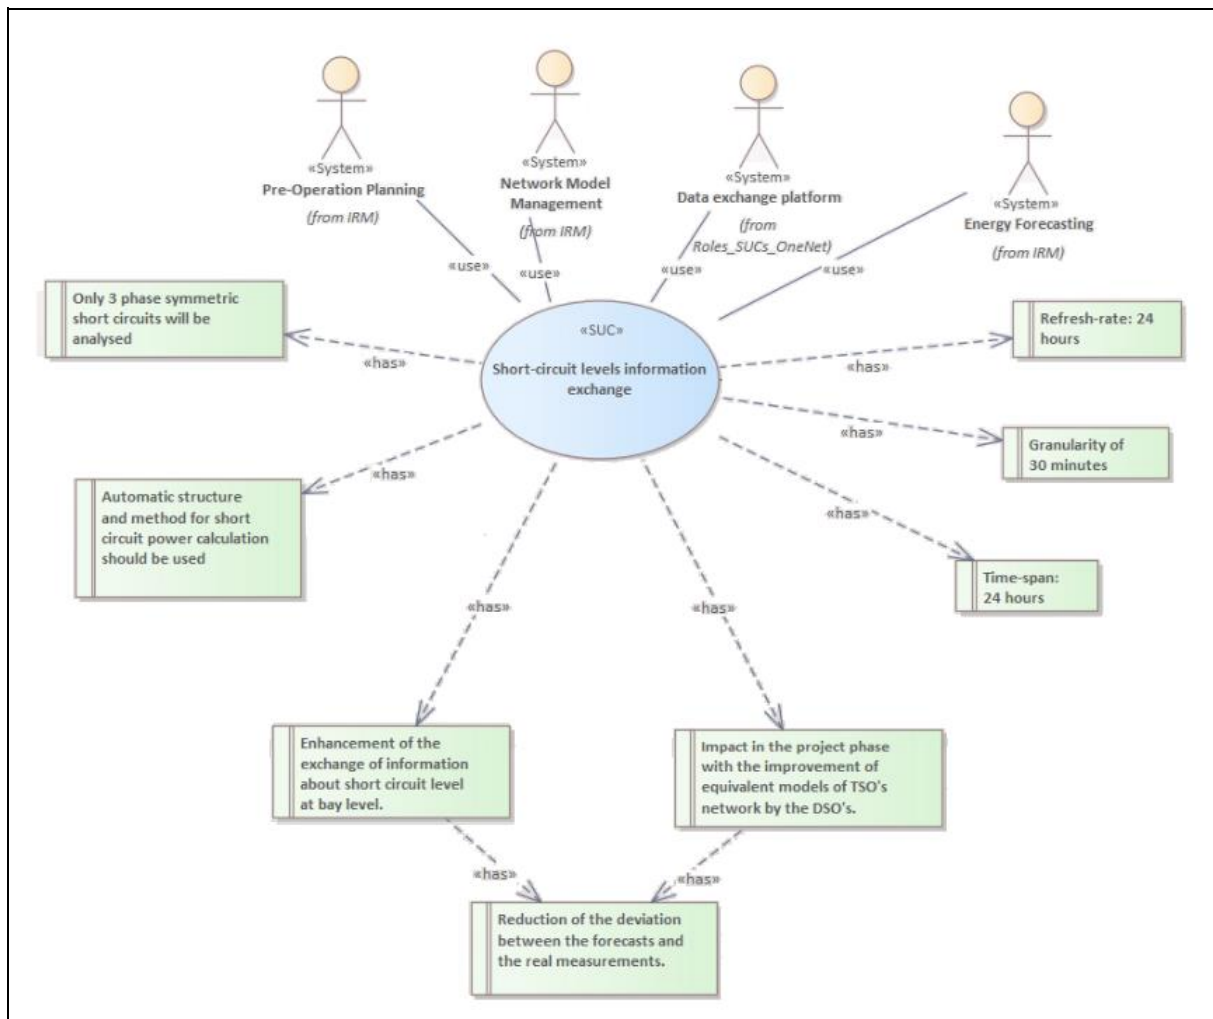 «System»
Pre-Operation Planning
(from IRM)
«System»
Network Model
Management
(from IRM)
«System»
Data exchange platform
(from
Roles_SUCs_OneNet)
«System»
Energy Forecasting
(from IRM)
«use»
«use»
«use»
«use»
Only 3 phase symmetric
short circuits will be
analysed
«SUC»
Short-circuit levels information
exchange
Refresh-rate: 24
hours
«has»
«has»
Granularity of
30 minutes
«has»
Automatic structure
and method for short
circuit power calculation
should be used
«has»
«has»
Time-span:
24 hours
«has»
«has»
Enhancement of the
exchange of information
about short circuit level
at bay level.
Impact in the project phase
with the improvement of
equivalent models of TSO's
network by the DSO's.
«has»
«has»
Reduction of the deviation
between the forecasts and
the real measurements.